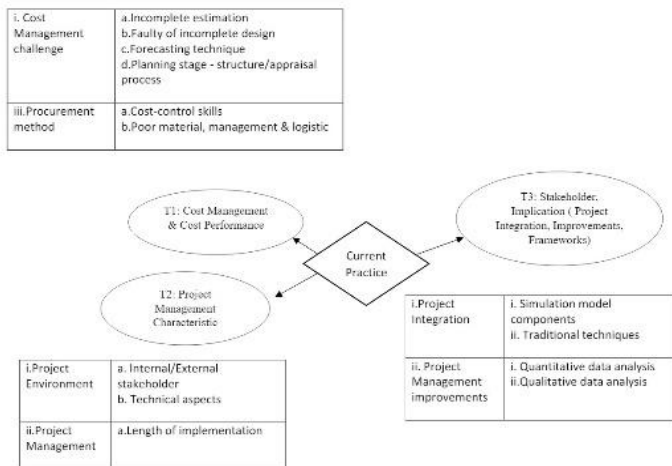 i. Cost
Management
challenge
a.Incomplete estimation
b.Faulty of incomplete design
c.Forecasting technique
d.Planning stage - structure/appraisal
process
iii.Procurement
method
a.Cost-control skills
b.Poor material, management & logistic
T1: Cost Management
& Cost Performance
T3: Stakeholder,
Implication ( Project
Integration, Improvements,
Frameworks)
Current
Practice
T2: Project
Management
Characteristic
i.Project
Integration
i. Simulation model
components
ii. Traditional techniques
ii. Project
Management
improvements
i. Quantitative data analysis
ii.Qualitative data analysis
i.Project
Environment
a. Internal/External
stakeholder
b. Technical aspects
ii.Project
Management
a.Length of implementation